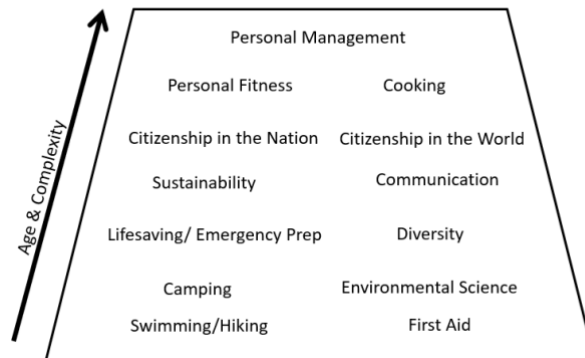 Age & Complexity
Personal Management
Personal Fitness
Cooking
Citizenship in the Nation
Citizenship in the World
Sustainability
Communication
Lifesaving/ Emergency Prep
Diversity
Camping
Environmental Science
Swimming/Hiking
First Aid